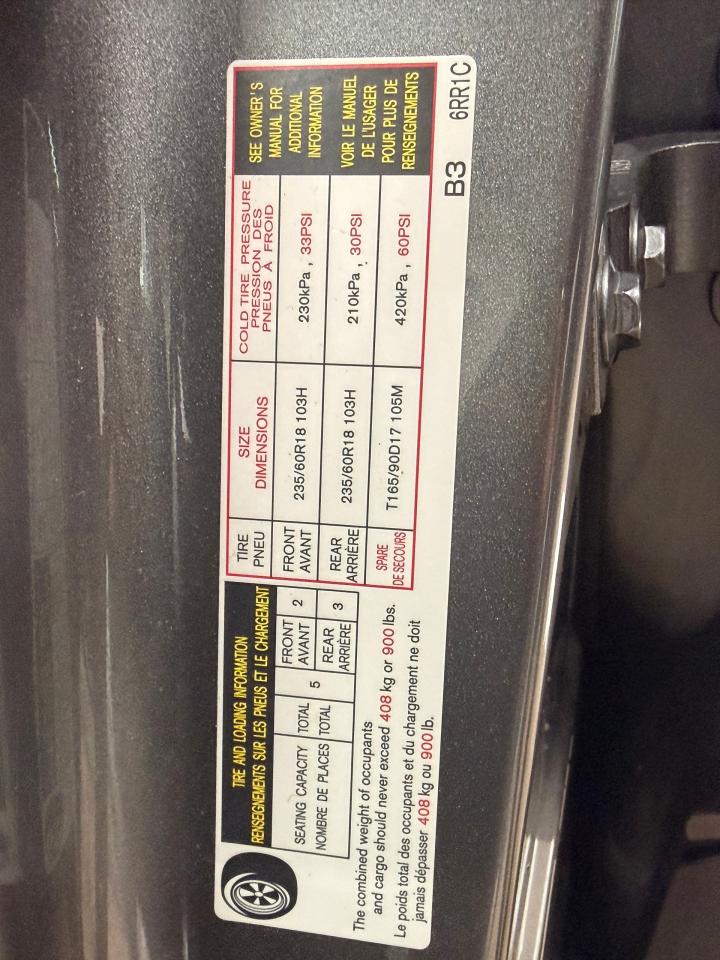 TIRE AND LOADING INFORMATION
RENSEIGNEMENTS SUR LES PNEUS ET LE CHARGEMENT
SEATING CAPACITY TOTAL 5 FRONT AVANT 2
NOMBRE DE PLACES TOTAL REAR ARRIÈRE 3
The combined weight of occupants
and cargo should never exceed 408 kg or 900 lbs.
Le poids total des occupants et du chargement ne doit
jamais dépasser 408 kg ou 900 lb.
TIRE
PNEU
SIZE
DIMENSIONS
COLD TIRE PRESSURE
PRESSION DES
PNEUS À FROID
FRONT
AVANT
235/60R18 103H
230kPa , 33PSI
REAR
ARRIÈRE
235/60R18 103H
210kPa , 30PSI
SPARE
DE SECOURS
T165/90D17 105M
420kPa , 60PSI
SEE OWNER'S
MANUAL FOR
ADDITIONAL
INFORMATION
VOIR LE MANUEL
DE L'USAGER
POUR PLUS DE
RENSEIGNEMENTS
B3 6RR1C